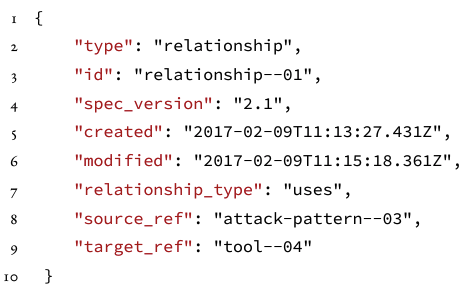 1 {
2 "type": "relationship",
3 "id": "relationship--01",
4 "spec_version": "2.1",
5 "created": "2017-02-09T11:13:27.431Z",
6 "modified": "2017-02-09T11:15:18.361Z",
7 "relationship_type": "uses",
8 "source_ref": "attack-pattern--03",
9 "target_ref": "tool--04"
10 }